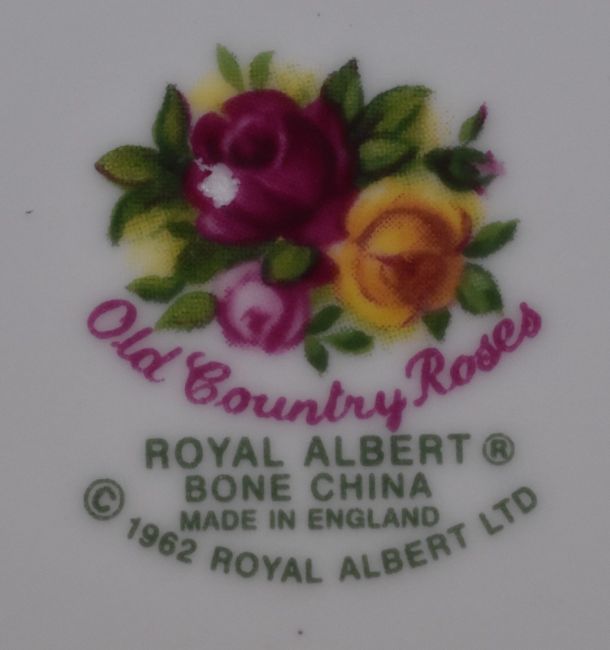 Old Country Roses
ROYAL ALBERT ®
BONE CHINA
MADE IN ENGLAND
© 1962 ROYAL ALBERT LTD